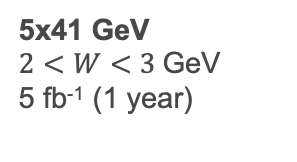 5x41 GeV
2 < W < 3 GeV
5 fb-1 (1 year)